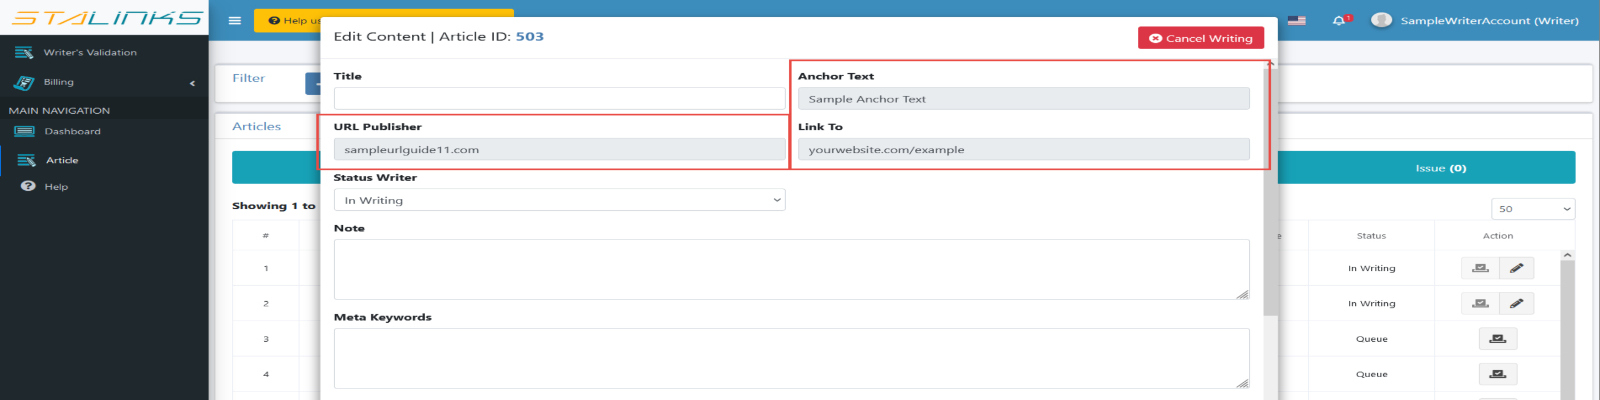 STALINKS
Help us
SampleWriterAccount (Writer)
1
Writer's Validation
Billing
MAIN NAVIGATION
Dashboard
Article
Help
Filter
Articles
Showing 1 to
#
1
2
3
4
Edit Content | Article ID: 503
Cancel Writing
Title
Anchor Text
Sample Anchor Text
URL Publisher
Link To
sampleurlguide11.com
yourwebsite.com/example
Status Writer
In Writing
Note
Meta Keywords
Issue (0)
50
e Status Action
In Writing
In Writing
Queue
Queue